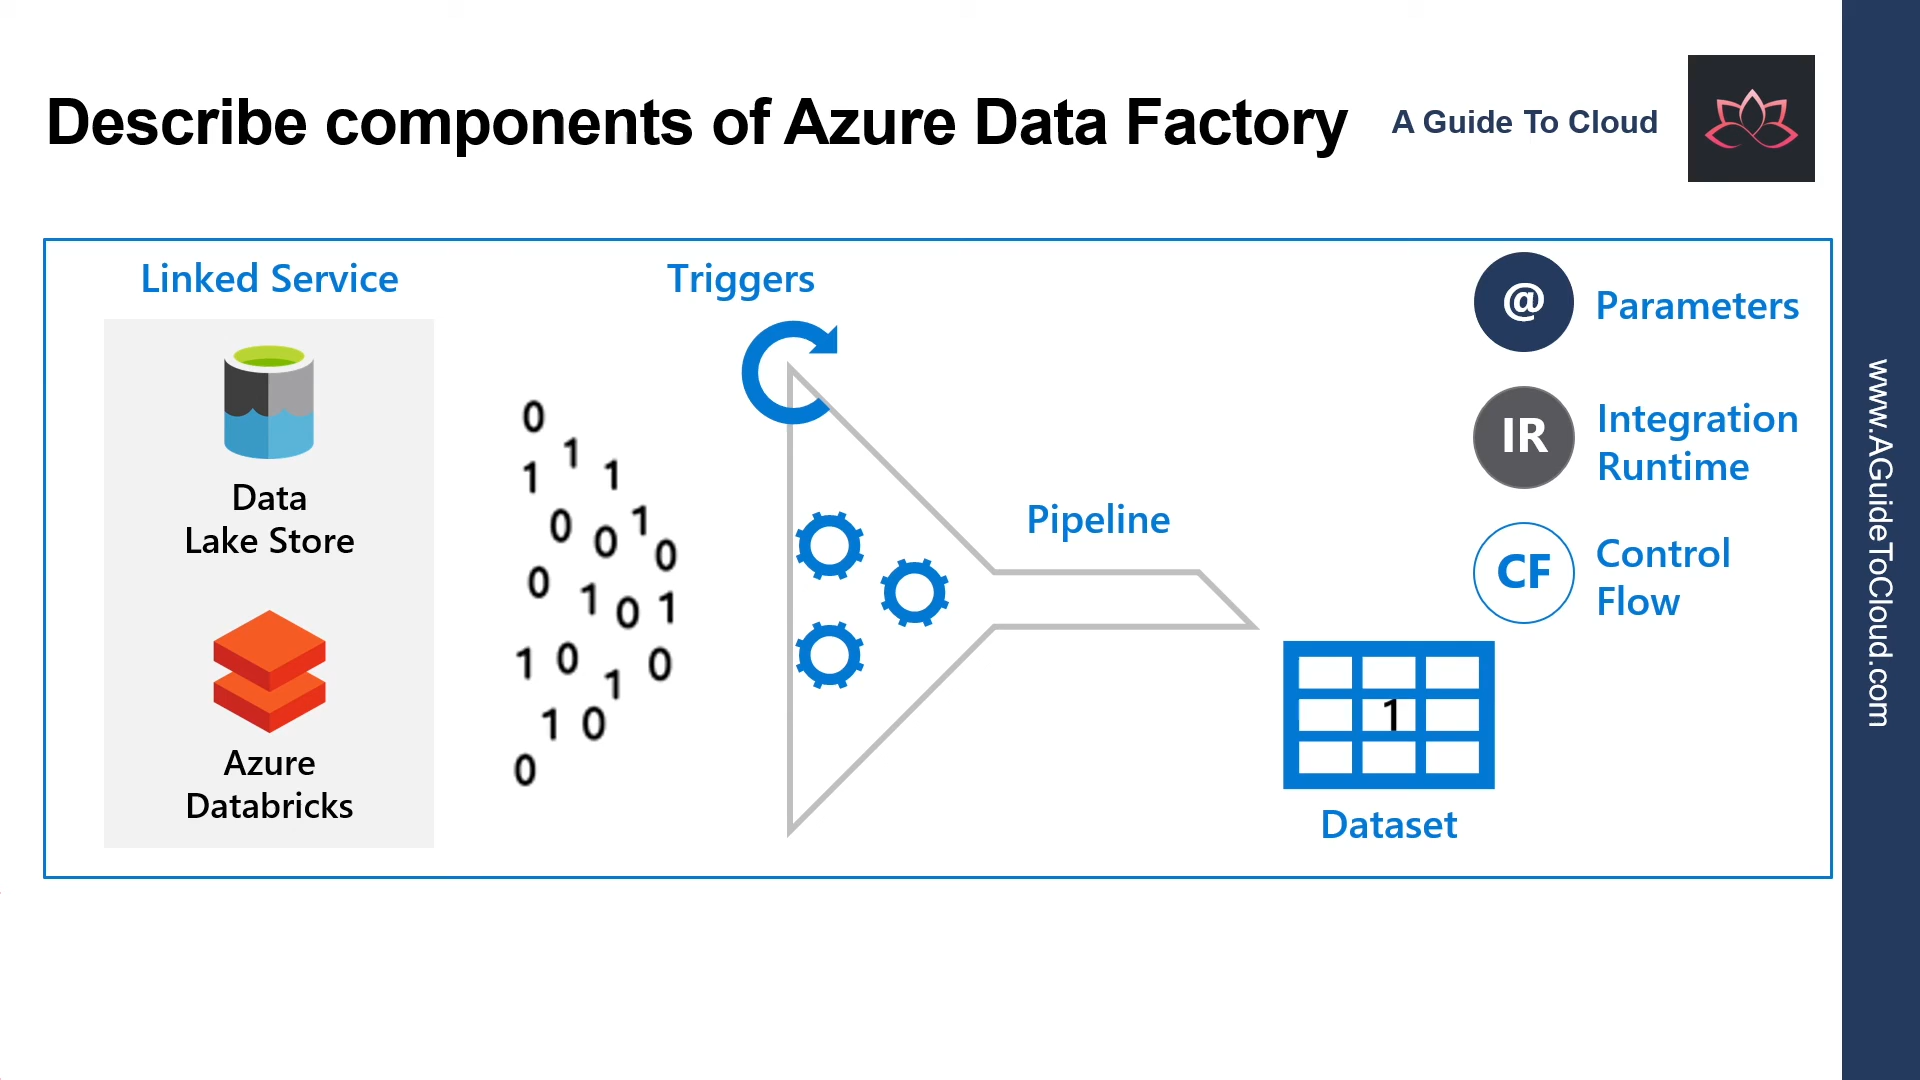 Describe components of Azure Data Factory
A Guide To Cloud
Linked Service
Data
Lake Store
Azure
Databricks
Triggers
0
1
1
1
0
0
1
0
0
1
0
1
1
0
1
0
1
0
0
Pipeline
1
Dataset
@
Parameters
IR
Integration
Runtime
CF
Control
Flow
www.AGuideToCloud.com